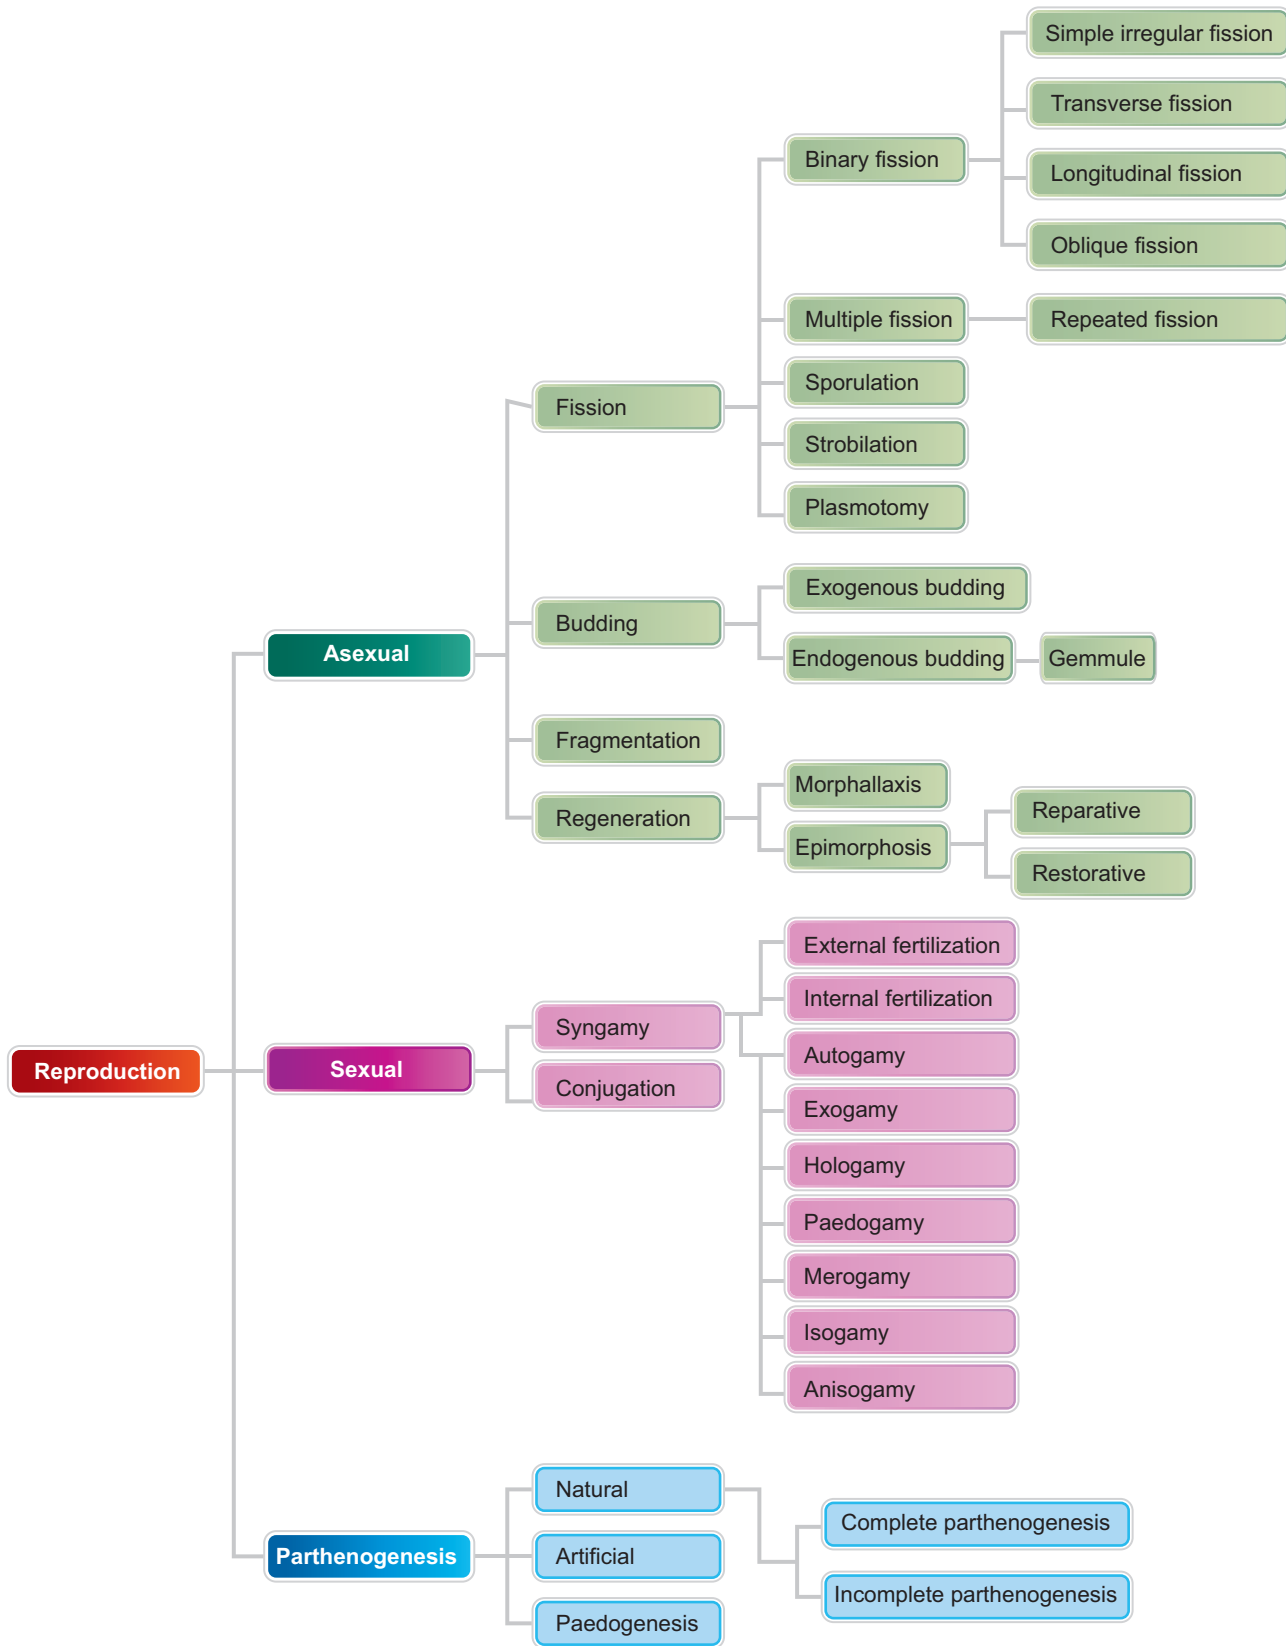 Simple irregular fission
Transverse fission
Binary fission
Longitudinal fission
Oblique fission
Multiple fission
Repeated fission
Sporulation
Fission
Strobilation
Plasmotomy
Exogenous budding
Budding
Asexual
Endogenous budding
Gemmule
Fragmentation
Morphallaxis
Regeneration
Reparative
Epimorphosis
Restorative
External fertilization
Internal fertilization
Syngamy
Autogamy
Reproduction
Sexual
Conjugation
Exogamy
Hologamy
Paedogamy
Merogamy
Isogamy
Anisogamy
Natural
Complete parthenogenesis
Parthenogenesis
Artificial
Incomplete parthenogenesis
Paedogenesis